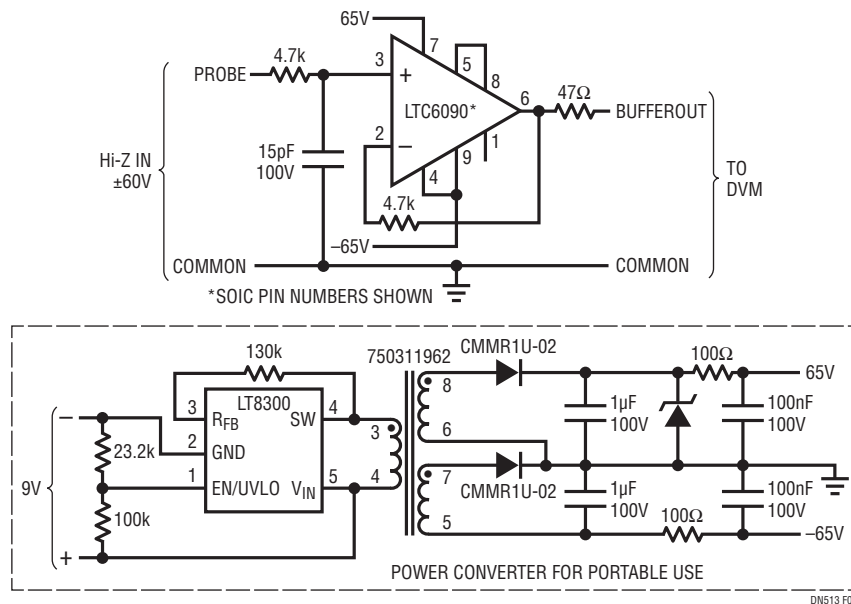 65V
7
4.7k
5
PROBE
3
+
8
LTC6090*
6
47Ω
BUFFEROUT
2
–
1
15pF
100V
9
4
Hi-Z IN
±60V
TO
DVM
4.7k
–65V
COMMON
COMMON
*SOIC PIN NUMBERS SHOWN
130k
750311962
CMMR1U-02
100Ω
65V
8
LT8300
3
RFB
SW
4
3
1µF
100V
100nF
100V
–
2
GND
6
23.2k
9V
1
EN/UVLO
VIN
5
4
7
CMMR1U-02
1µF
100V
100nF
100V
100k
5
100Ω
–65V
+
POWER CONVERTER FOR PORTABLE USE